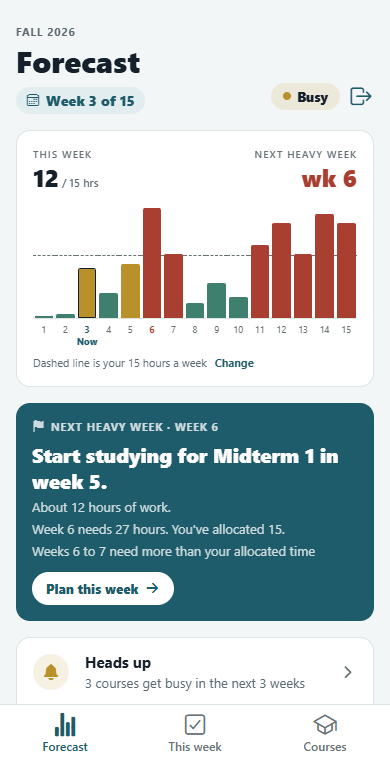 FALL 2026
Forecast
Week 3 of 15
Busy
THIS WEEK
NEXT HEAVY WEEK
12 / 15 hrs
wk 6
1 2 3 4 5 6 7 8 9 10 11 12 13 14 15
Now
Dashed line is your 15 hours a week Change
NEXT HEAVY WEEK · WEEK 6
Start studying for Midterm 1 in
week 5.
About 12 hours of work.
Week 6 needs 27 hours. You've allocated 15.
Weeks 6 to 7 need more than your allocated time
Plan this week →
Heads up
3 courses get busy in the next 3 weeks
Forecast
This week
Courses